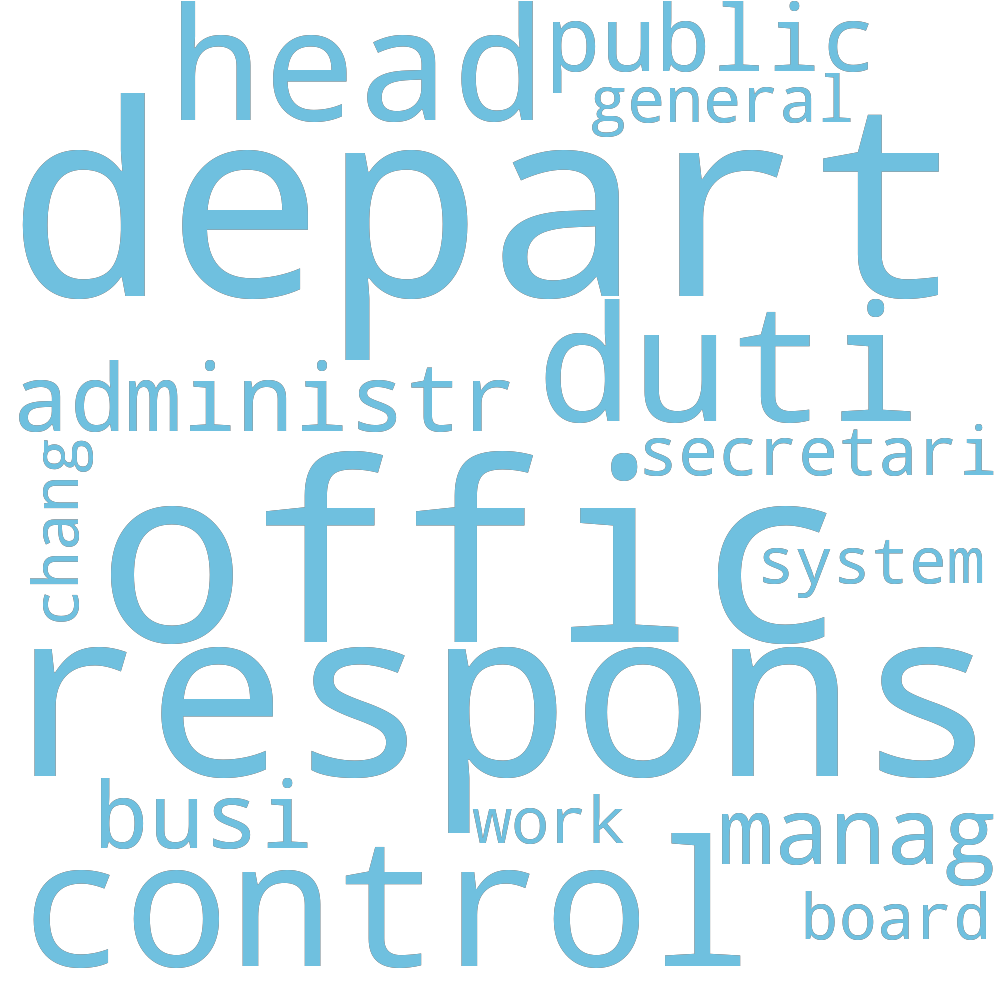 head
public
general
depart
duti
administr
secretari
chang
offic
system
respons
busi
work
manag
control
board